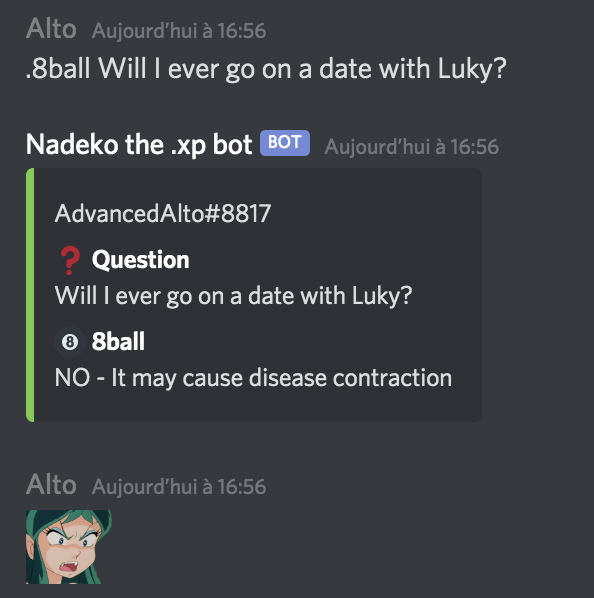 Alto Aujourd'hui à 16:56
.8ball Will I ever go on a date with Luky?
Nadeko the .xp bot BOT Aujourd'hui à 16:56
AdvancedAlto#8817
❓ Question
Will I ever go on a date with Luky?
🎱 8ball
NO - It may cause disease contraction
Alto Aujourd'hui à 16:56